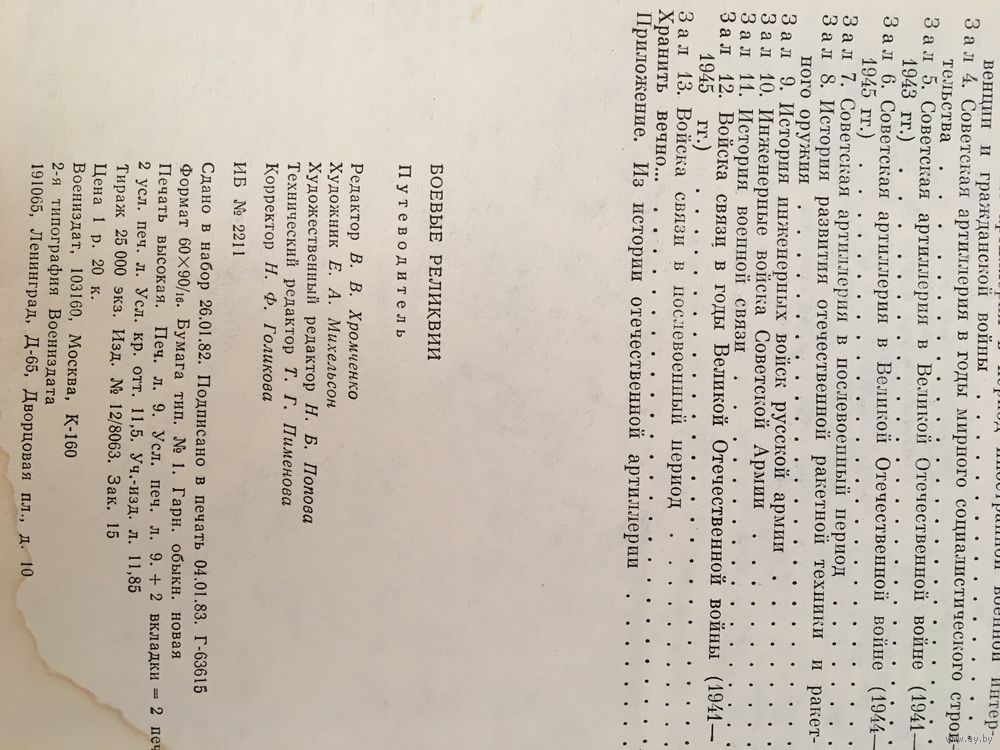 венции и гражданской войны . . . . . . . . .
Зал 4. Советская артиллерия в годы мирного социалистического строи-
тельства . . . . . . . . . . . . . .
Зал 5. Советская артиллерия в Великой Отечественной войне (1941—
1943 гг.) . . . . . . . . . . . . . .
Зал 6. Советская артиллерия в Великой Отечественной войне (1944—
1945 гг.) . . . . . . . . . . . . . .
Зал 7. Советская артиллерия в послевоенный период . . . . .
Зал 8. История развития отечественной ракетной техники и ракет-
ного оружия . . . . . . . . . . . . . .
Зал 9. История инженерных войск русской армии . . . . .
Зал 10. Инженерные войска Советской Армии . . . . . .
Зал 11. История военной связи . . . . . . . . .
Зал 12. Войска связи в годы Великой Отечественной войны (1941—
1945 гг.) . . . . . . . . . . . . . .
Зал 13. Войска связи в послевоенный период . . . . . .
Хранить вечно... . . . . . . . . . . . . .
Приложение. Из истории отечественной артиллерии . . . . .
БОЕВЫЕ РЕЛИКВИИ
Путеводитель
Редактор В. В. Хромченко
Художник Е. А. Михельсон
Художественный редактор Н. Б. Попова
Технический редактор Т. Г. Пименова
Корректор Н. Ф. Голикова
ИБ № 2211
Сдано в набор 26.01.82. Подписано в печать 04.01.83. Г-63615
Формат 60×90/₁₆. Бумага тип. № 1. Гарн. обыкн. новая
Печать высокая. Печ. л. 9. Усл. печ. л. 9. + 2 вкладки = 2 печ
2 усл. печ. л. Усл. кр. отт. 11,5. Уч.-изд. л. 11,85
Тираж 25 000 экз. Изд. № 12/8063. Зак. 15
Цена 1 р. 20 к.
Воениздат, 103160, Москва, К-160
2-я типография Воениздата
191065, Ленинград, Д-65, Дворцовая пл., д. 10
www.ay.by